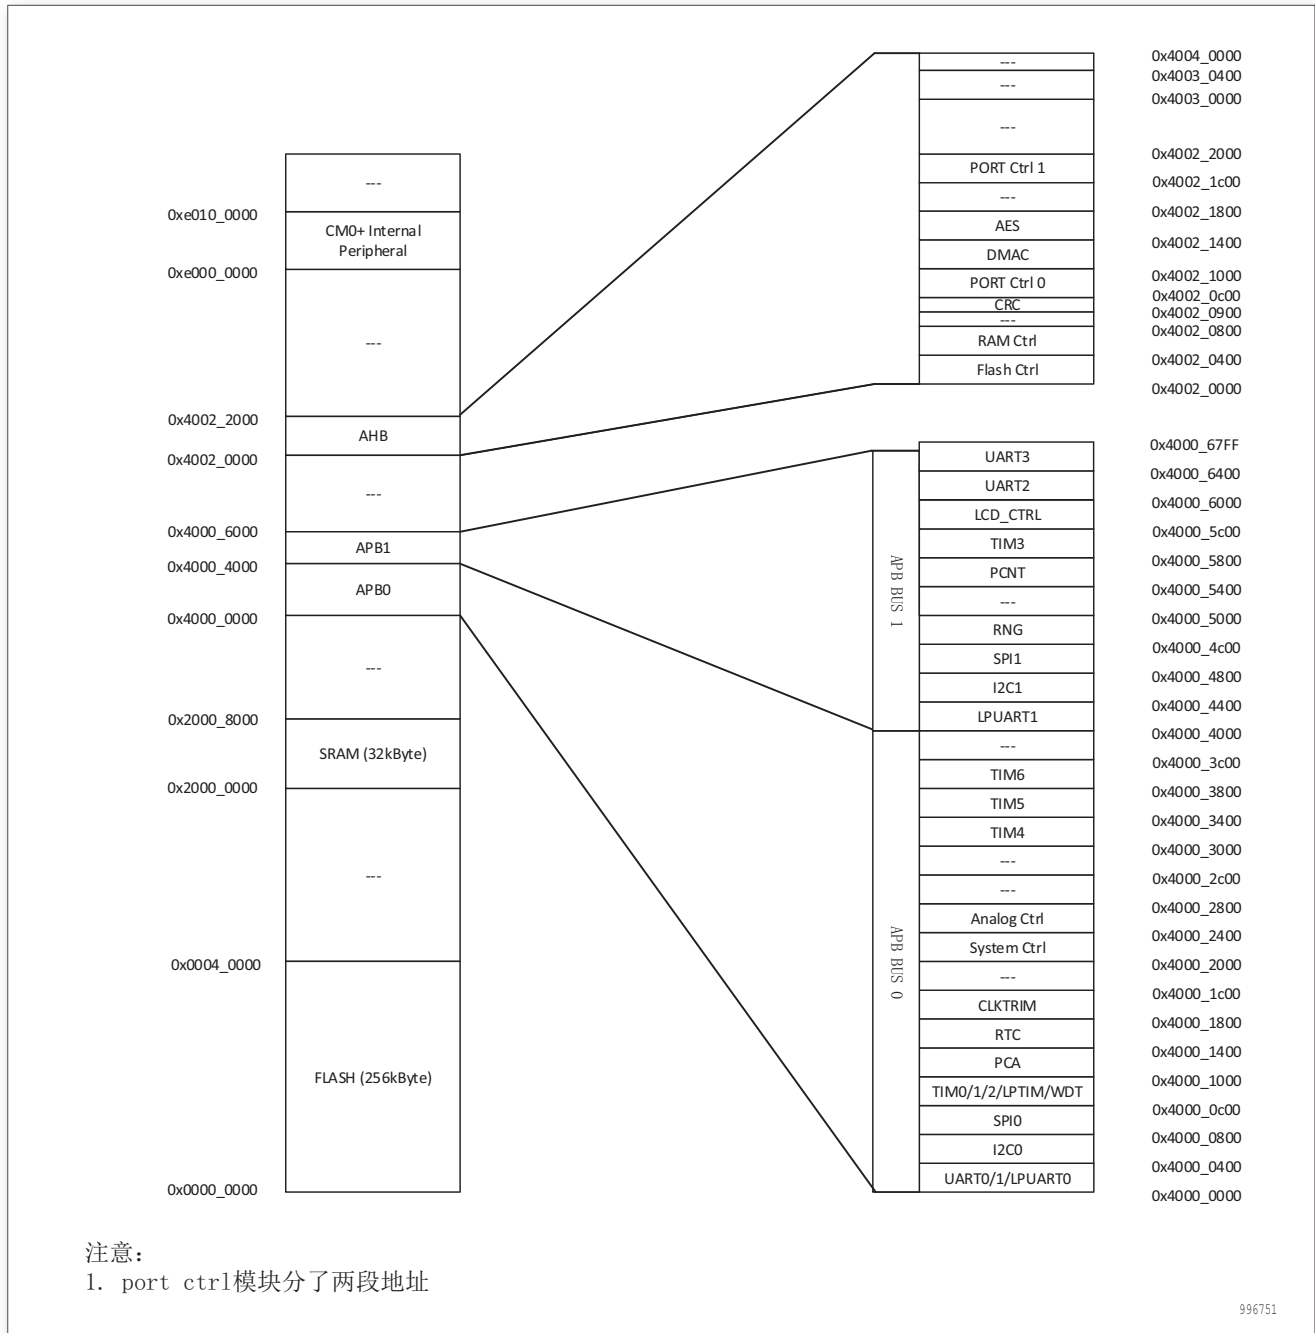 ---
0xe010_0000
CM0+ Internal
Peripheral
0xe000_0000
---
0x4002_2000
AHB
0x4002_0000
---
0x4000_6000
APB1
0x4000_4000
APB0
0x4000_0000
---
0x2000_8000
SRAM (32kByte)
0x2000_0000
---
0x0004_0000
FLASH (256kByte)
0x0000_0000
0x4004_0000
---
0x4003_0400
---
0x4003_0000
---
0x4002_2000
PORT Ctrl 1
0x4002_1c00
---
0x4002_1800
AES
0x4002_1400
DMAC
0x4002_1000
PORT Ctrl 0
0x4002_0c00
CRC
0x4002_0900
---
0x4002_0800
RAM Ctrl
0x4002_0400
Flash Ctrl
0x4002_0000
APB BUS 1
0x4000_67FF
UART3
0x4000_6400
UART2
0x4000_6000
LCD_CTRL
0x4000_5c00
TIM3
0x4000_5800
PCNT
0x4000_5400
---
0x4000_5000
RNG
0x4000_4c00
SPI1
0x4000_4800
I2C1
0x4000_4400
LPUART1
0x4000_4000
APB BUS 0
---
0x4000_3c00
TIM6
0x4000_3800
TIM5
0x4000_3400
TIM4
0x4000_3000
---
0x4000_2c00
---
0x4000_2800
Analog Ctrl
0x4000_2400
System Ctrl
0x4000_2000
---
0x4000_1c00
CLKTRIM
0x4000_1800
RTC
0x4000_1400
PCA
0x4000_1000
TIM0/1/2/LPTIM/WDT
0x4000_0c00
SPI0
0x4000_0800
I2C0
0x4000_0400
UART0/1/LPUART0
0x4000_0000
注意：
1. port ctrl模块分了两段地址
996751